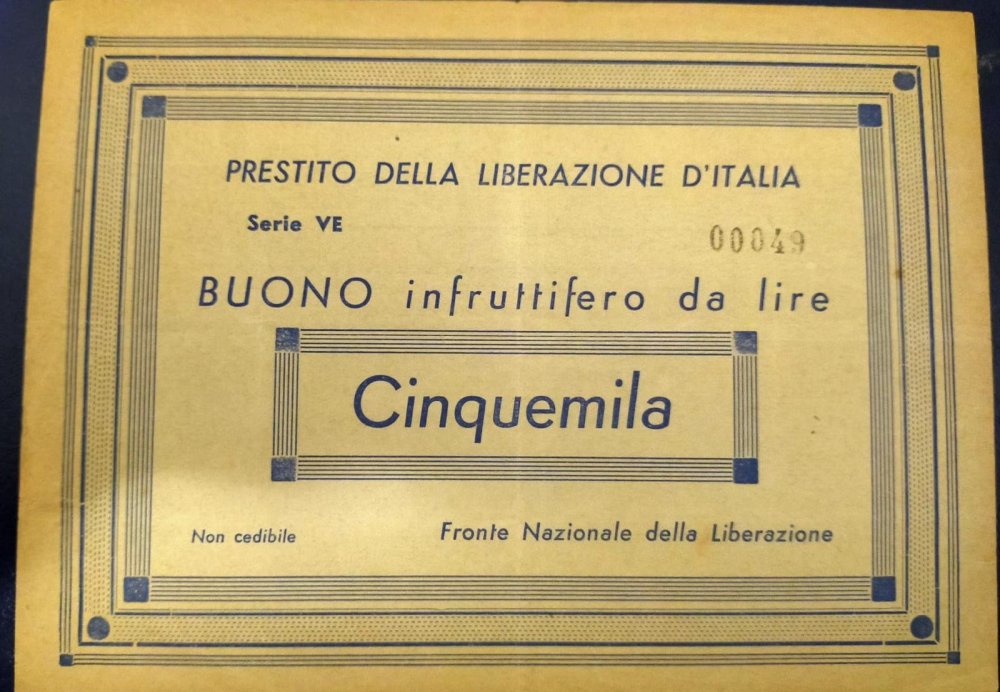 PRESTITO DELLA LIBERAZIONE D'ITALIA
Serie VE
00049
BUONO infruttifero da lire
Cinquemila
Non cedibile
Fronte Nazionale della Liberazione